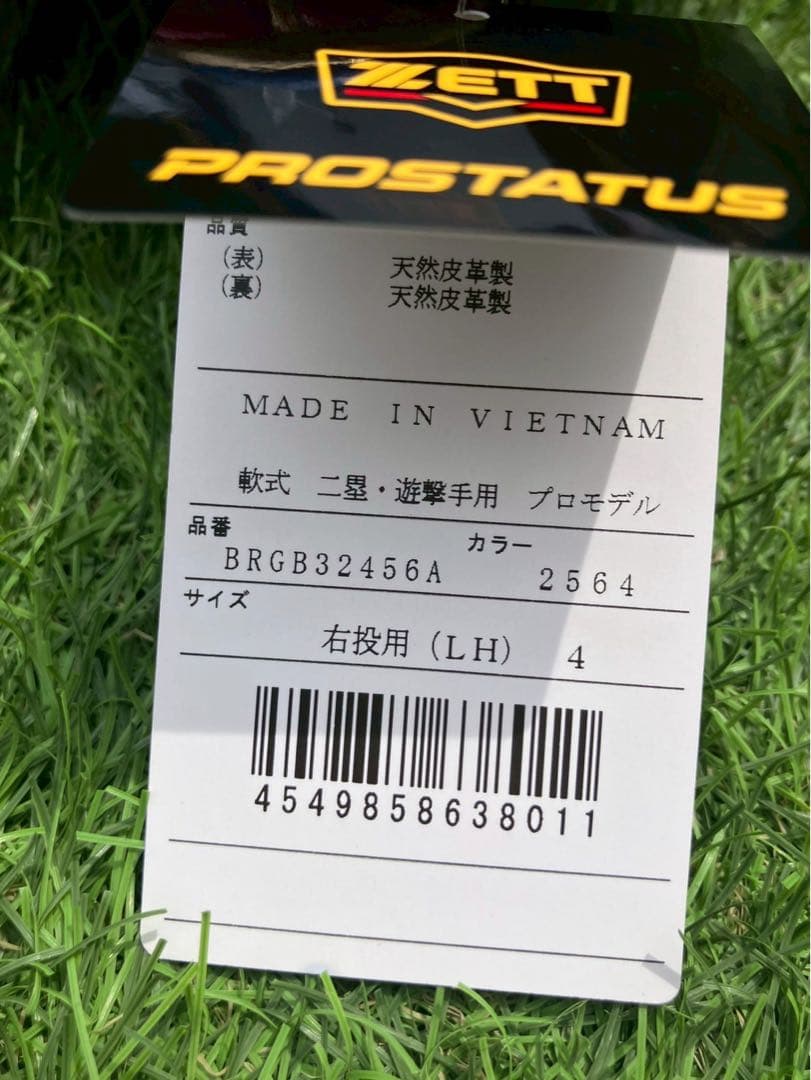 ZETT
PROSTATUS
品質
(表) 天然皮革製
(裏) 天然皮革製
MADE IN VIETNAM
軟式 二塁・遊撃手用 プロモデル
品番 カラー
BRGB32456A 2564
サイズ
右投用(LH) 4
4549858638011